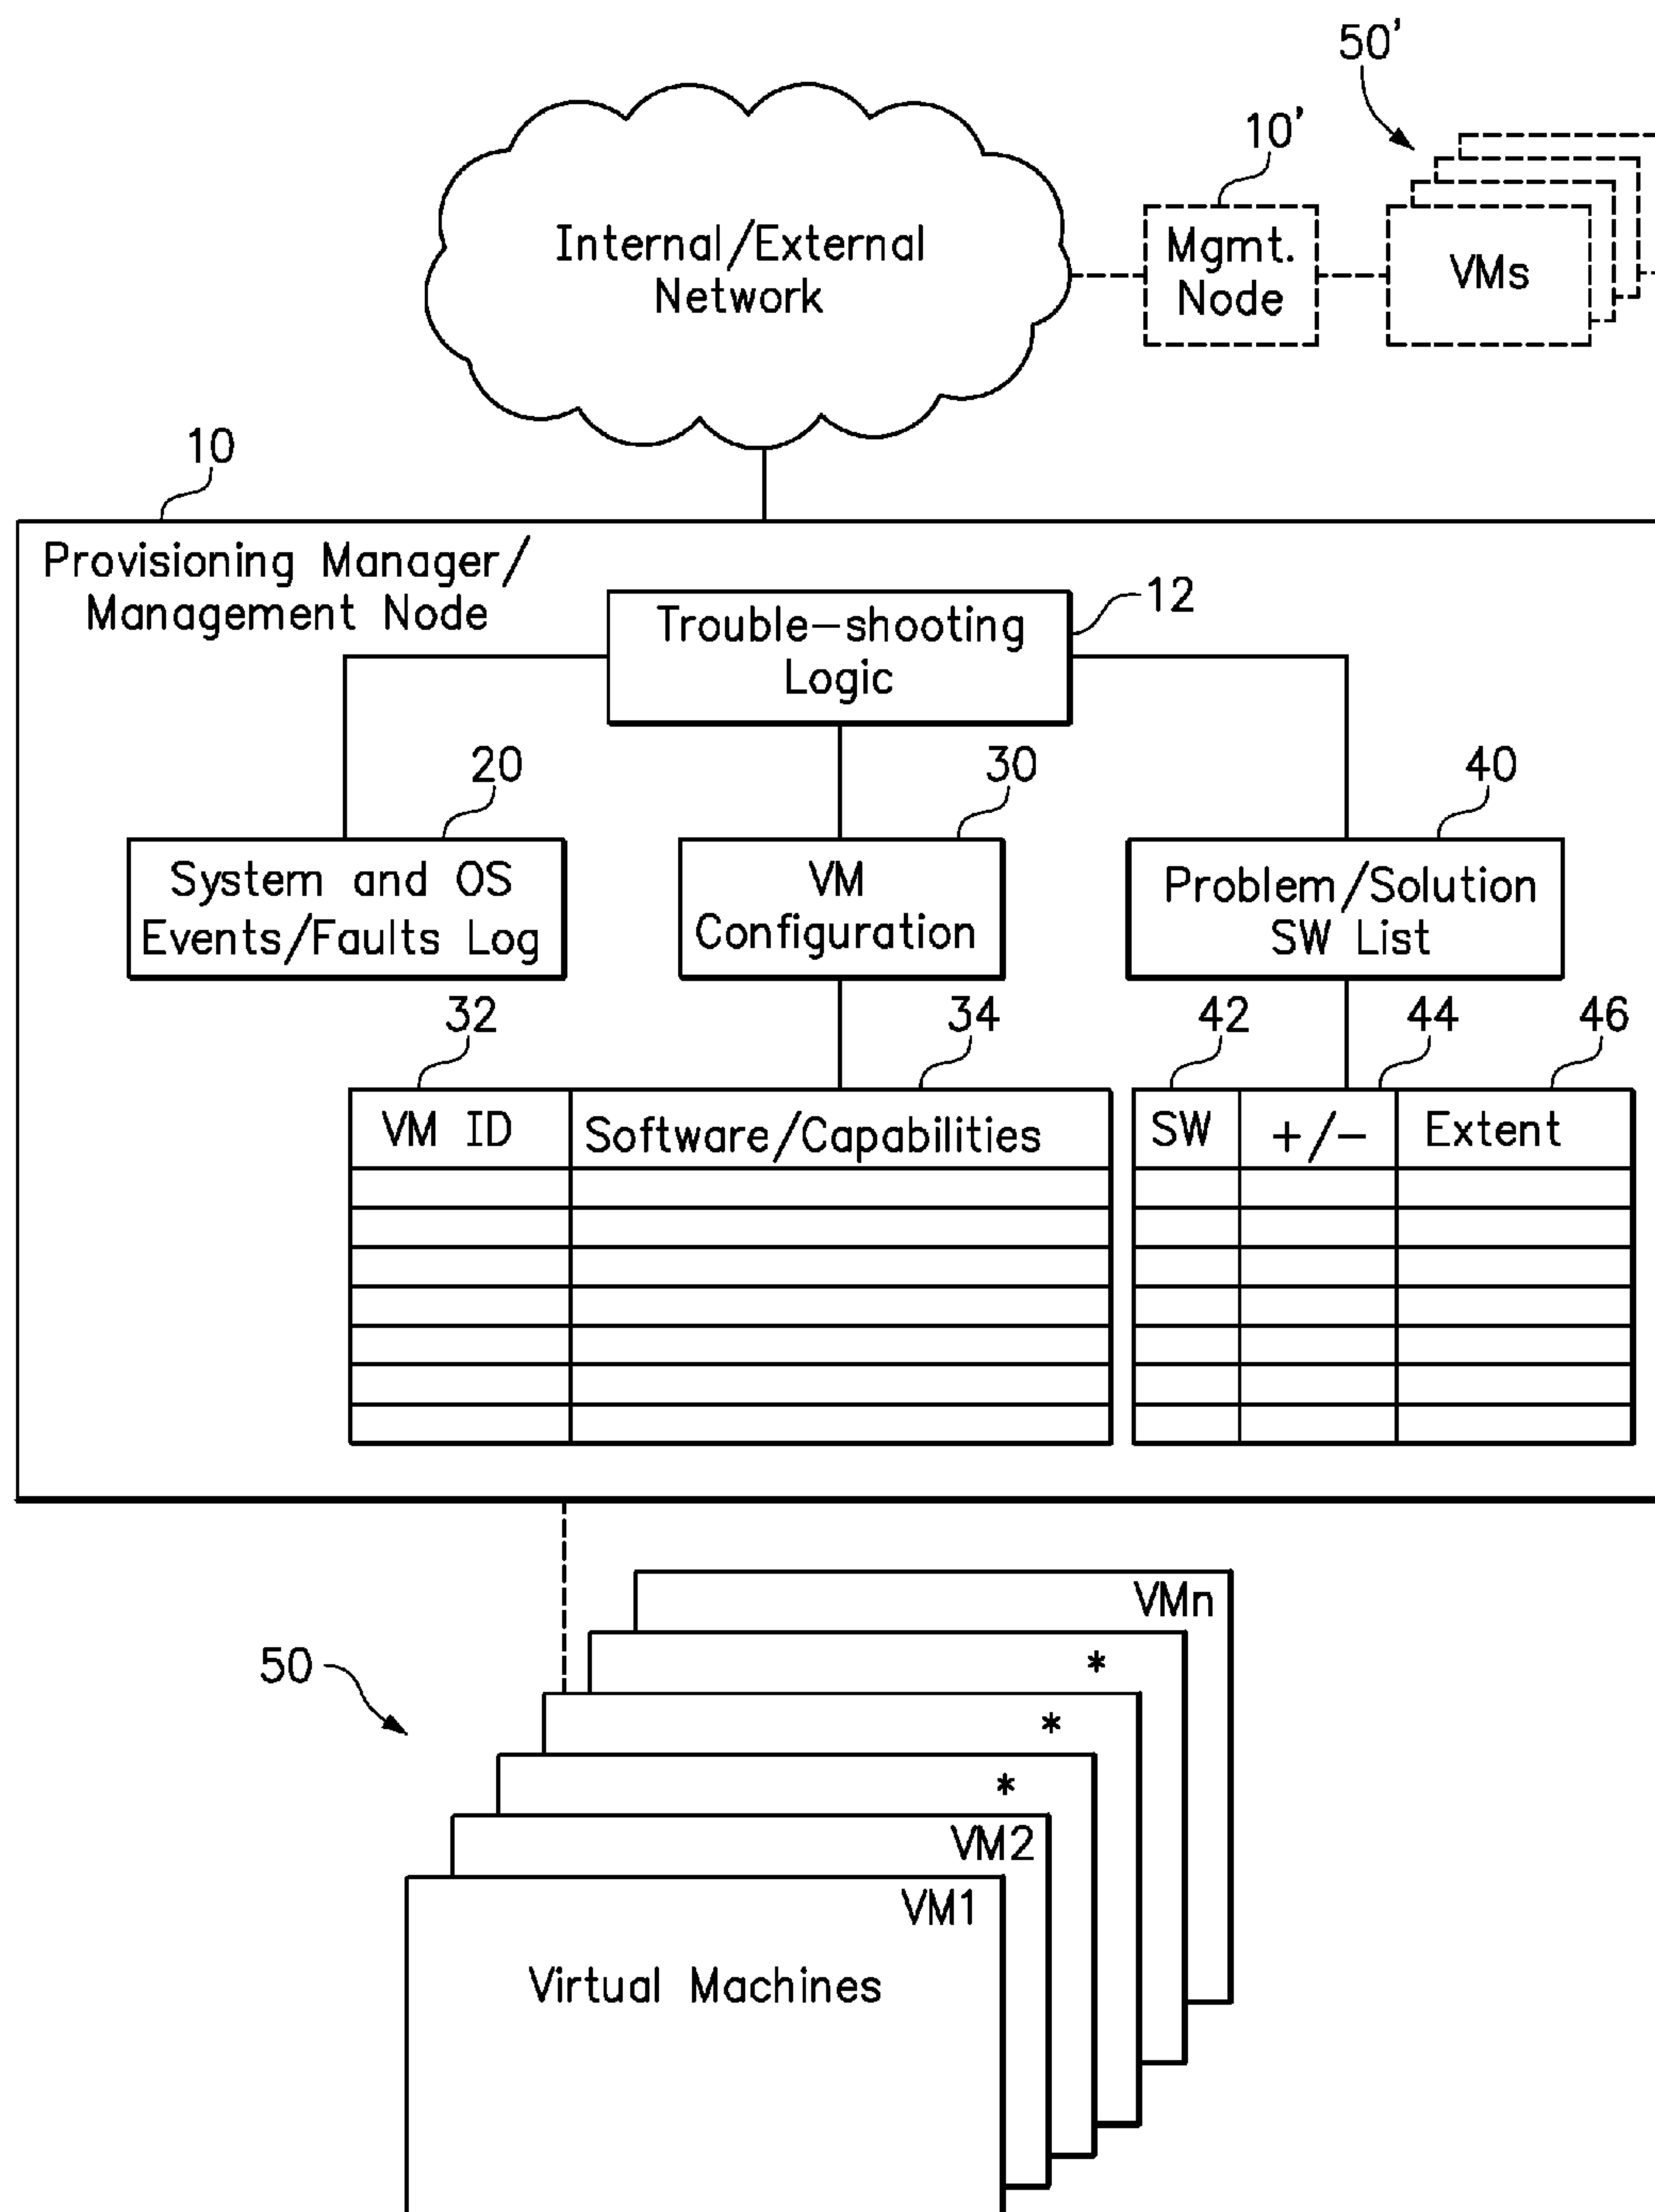 50'
10'
Internal/External
Network
Mgmt.
Node
VMs
10
Provisioning Manager/
Management Node
12
Trouble-shooting
Logic
20
30
40
System and OS
Events/Faults Log
VM
Configuration
Problem/Solution
SW List
32
34
42
44
46
VM ID
Software/Capabilities
SW
+/-
Extent
VMn
50
*
*
*
VM2
VM1
Virtual Machines